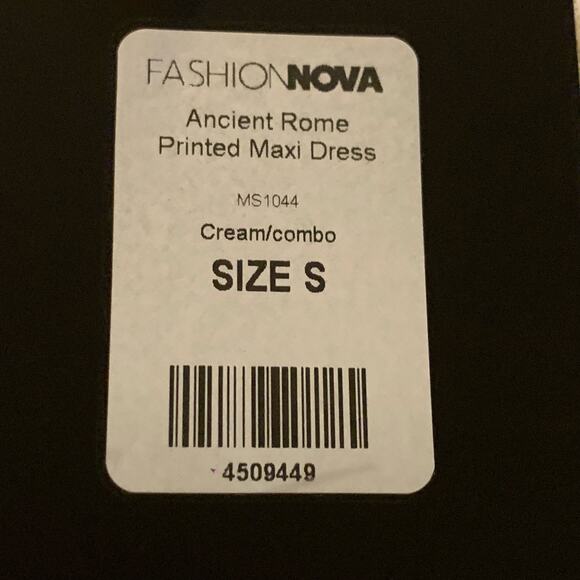 FASHIONNOVA
Ancient Rome
Printed Maxi Dress
MS1044
Cream/combo
SIZE S
4509449